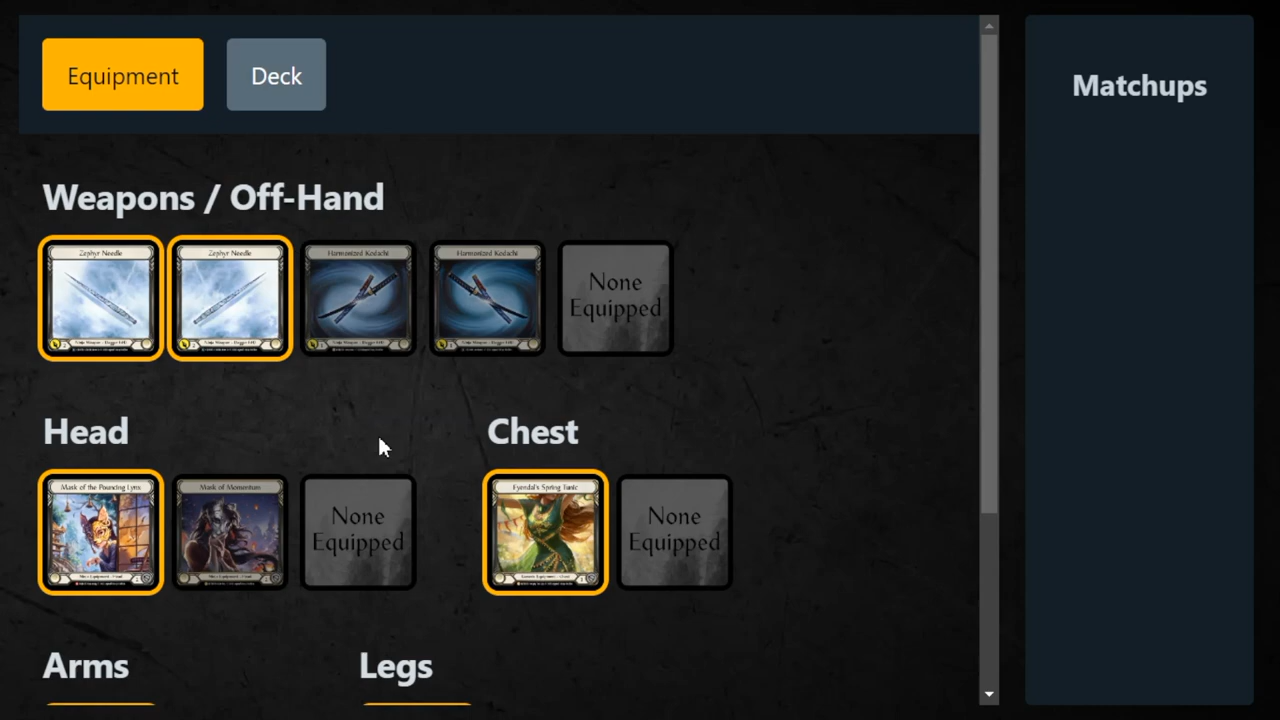 Equipment
Deck
Matchups
Weapons / Off-Hand
Zephyr Needle
Zephyr Needle
Harmonized Kodachi
Harmonized Kodachi
None
Equipped
Head
Chest
Mask of the Pouncing Lynx
Mask of Momentum
None
Equipped
Fyendal's Spring Tunic
None
Equipped
Arms
Legs